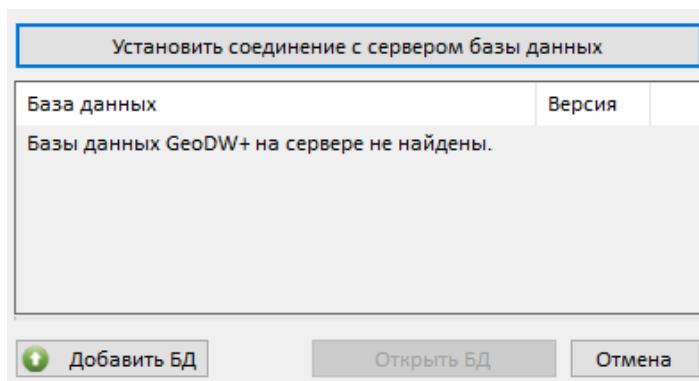 Установить соединение с сервером базы данных
База данных Версия
Базы данных GeoDW+ на сервере не найдены.
Добавить БД Открыть БД Отмена